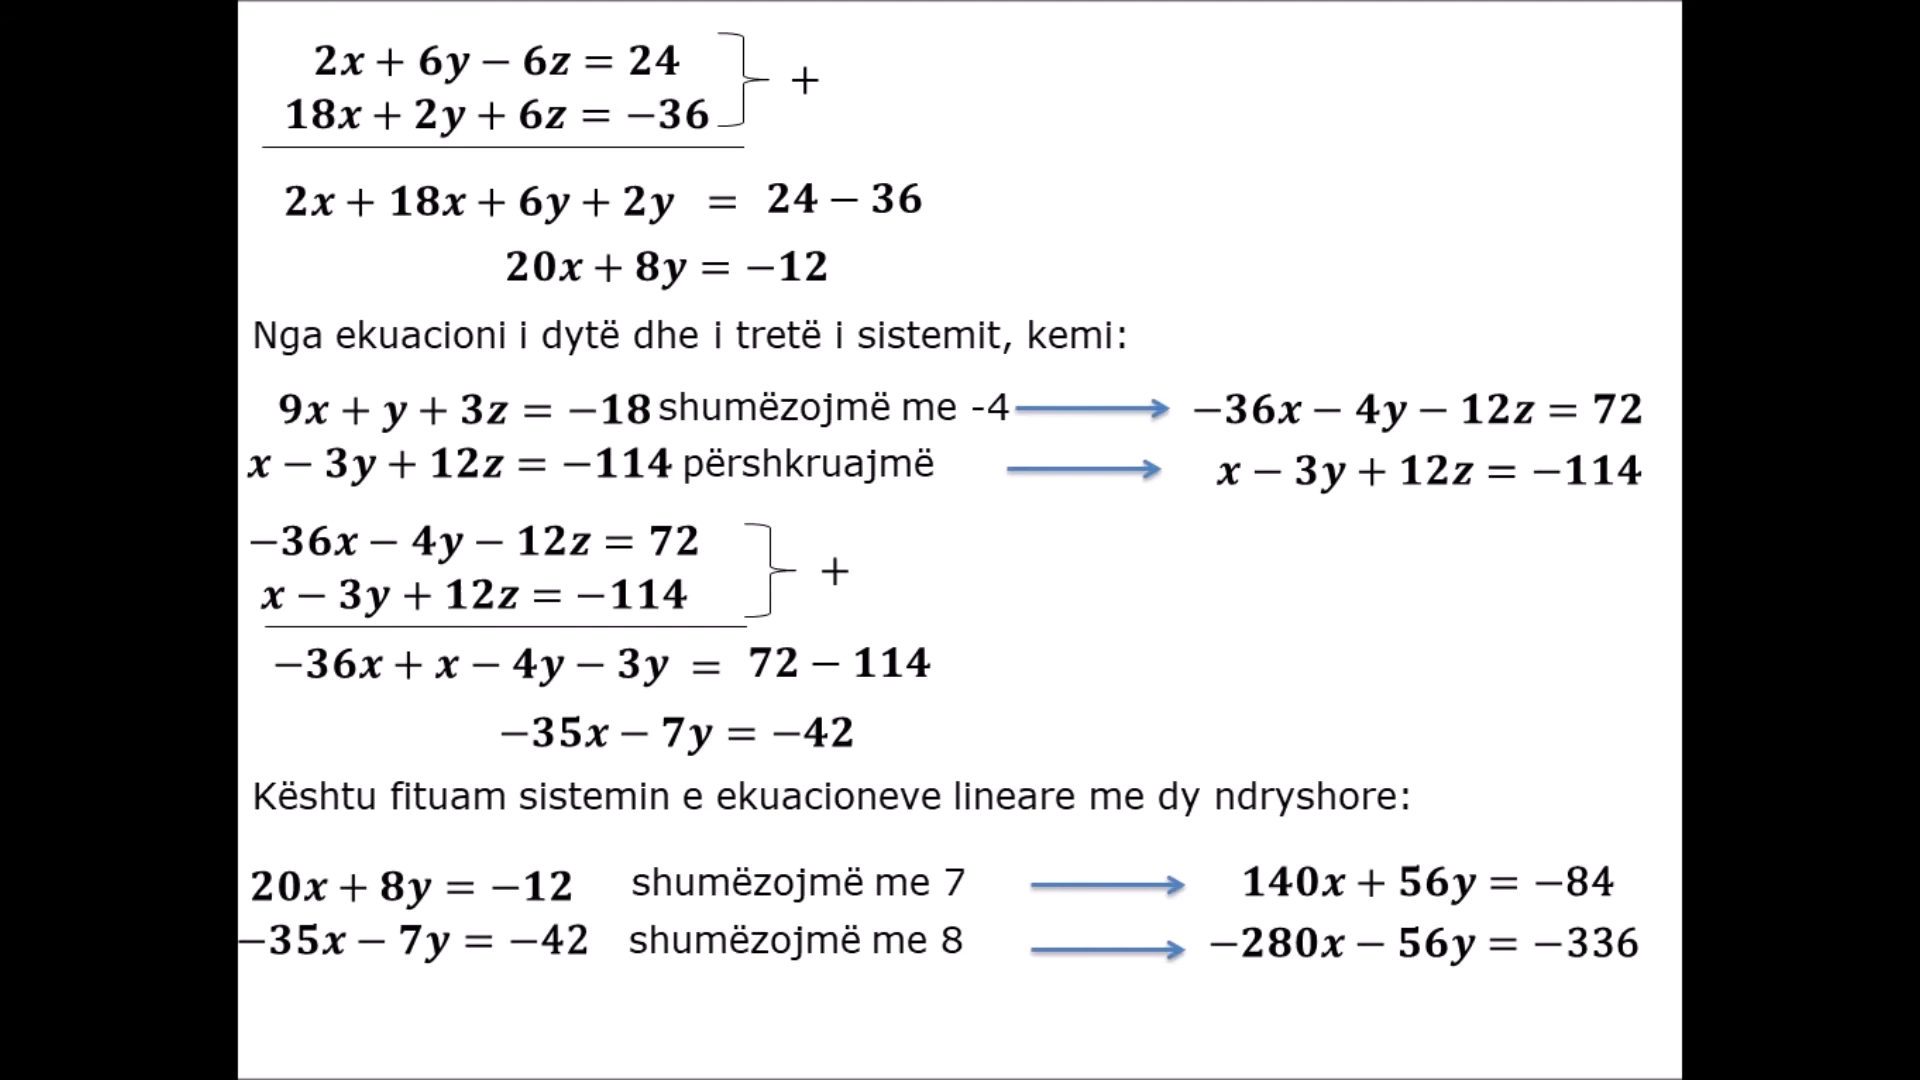 2x + 6y − 6z = 24
18x + 2y + 6z = −36
+
2x + 18x + 6y + 2y = 24 − 36
20x + 8y = −12
Nga ekuacioni i dytë dhe i tretë i sistemit, kemi:
9x + y + 3z = −18 shumëzojmë me -4 −36x − 4y − 12z = 72
x − 3y + 12z = −114 përshkruajmë x − 3y + 12z = −114
−36x − 4y − 12z = 72
x − 3y + 12z = −114
+
−36x + x − 4y − 3y = 72 − 114
−35x − 7y = −42
Kështu fituam sistemin e ekuacioneve lineare me dy ndryshore:
20x + 8y = −12 shumëzojmë me 7 140x + 56y = −84
−35x − 7y = −42 shumëzojmë me 8 −280x − 56y = −336